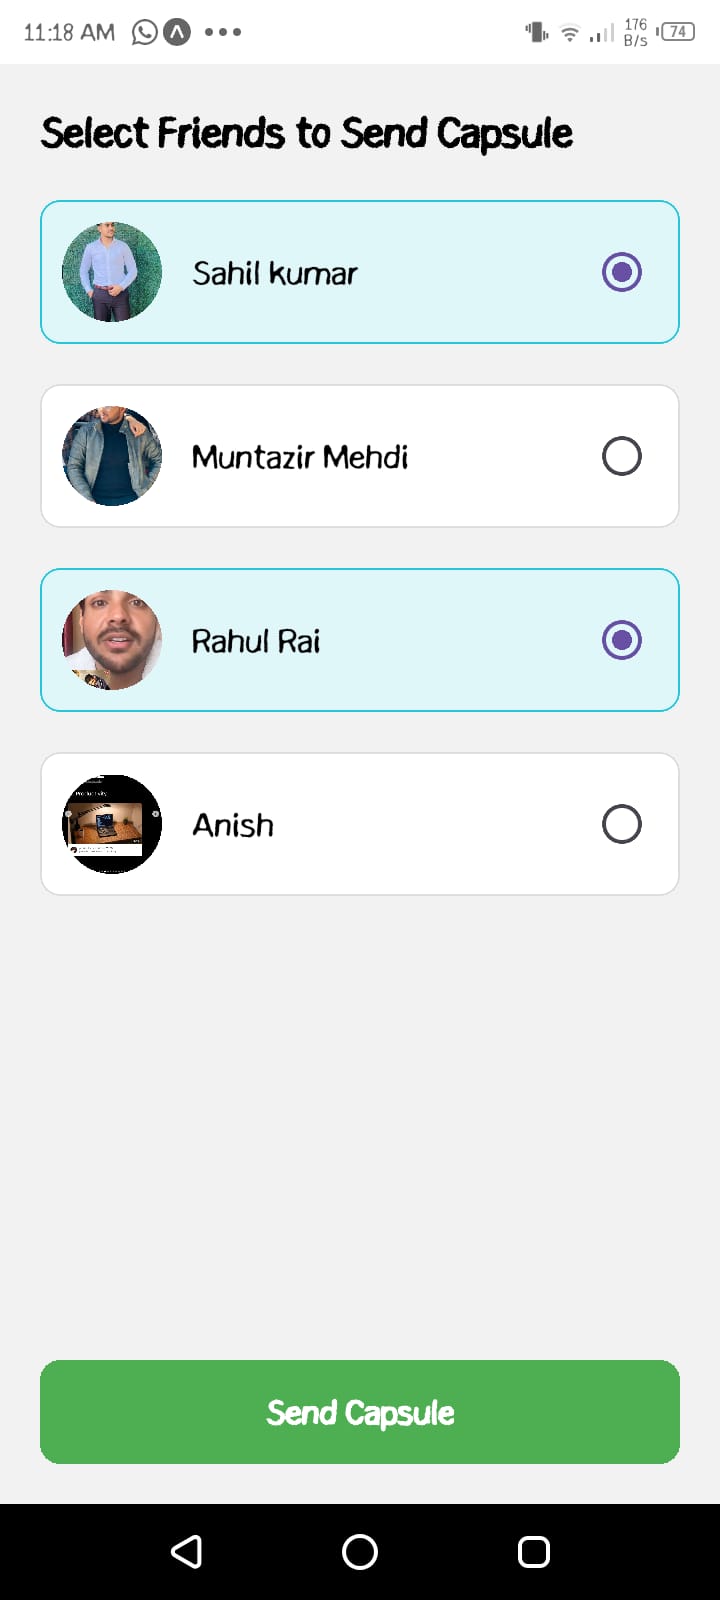 11:18 AM
176
B/s
74
Select Friends to Send Capsule
Sahil kumar
Muntazir Mehdi
Rahul Rai
Productivity
Anish
Send Capsule